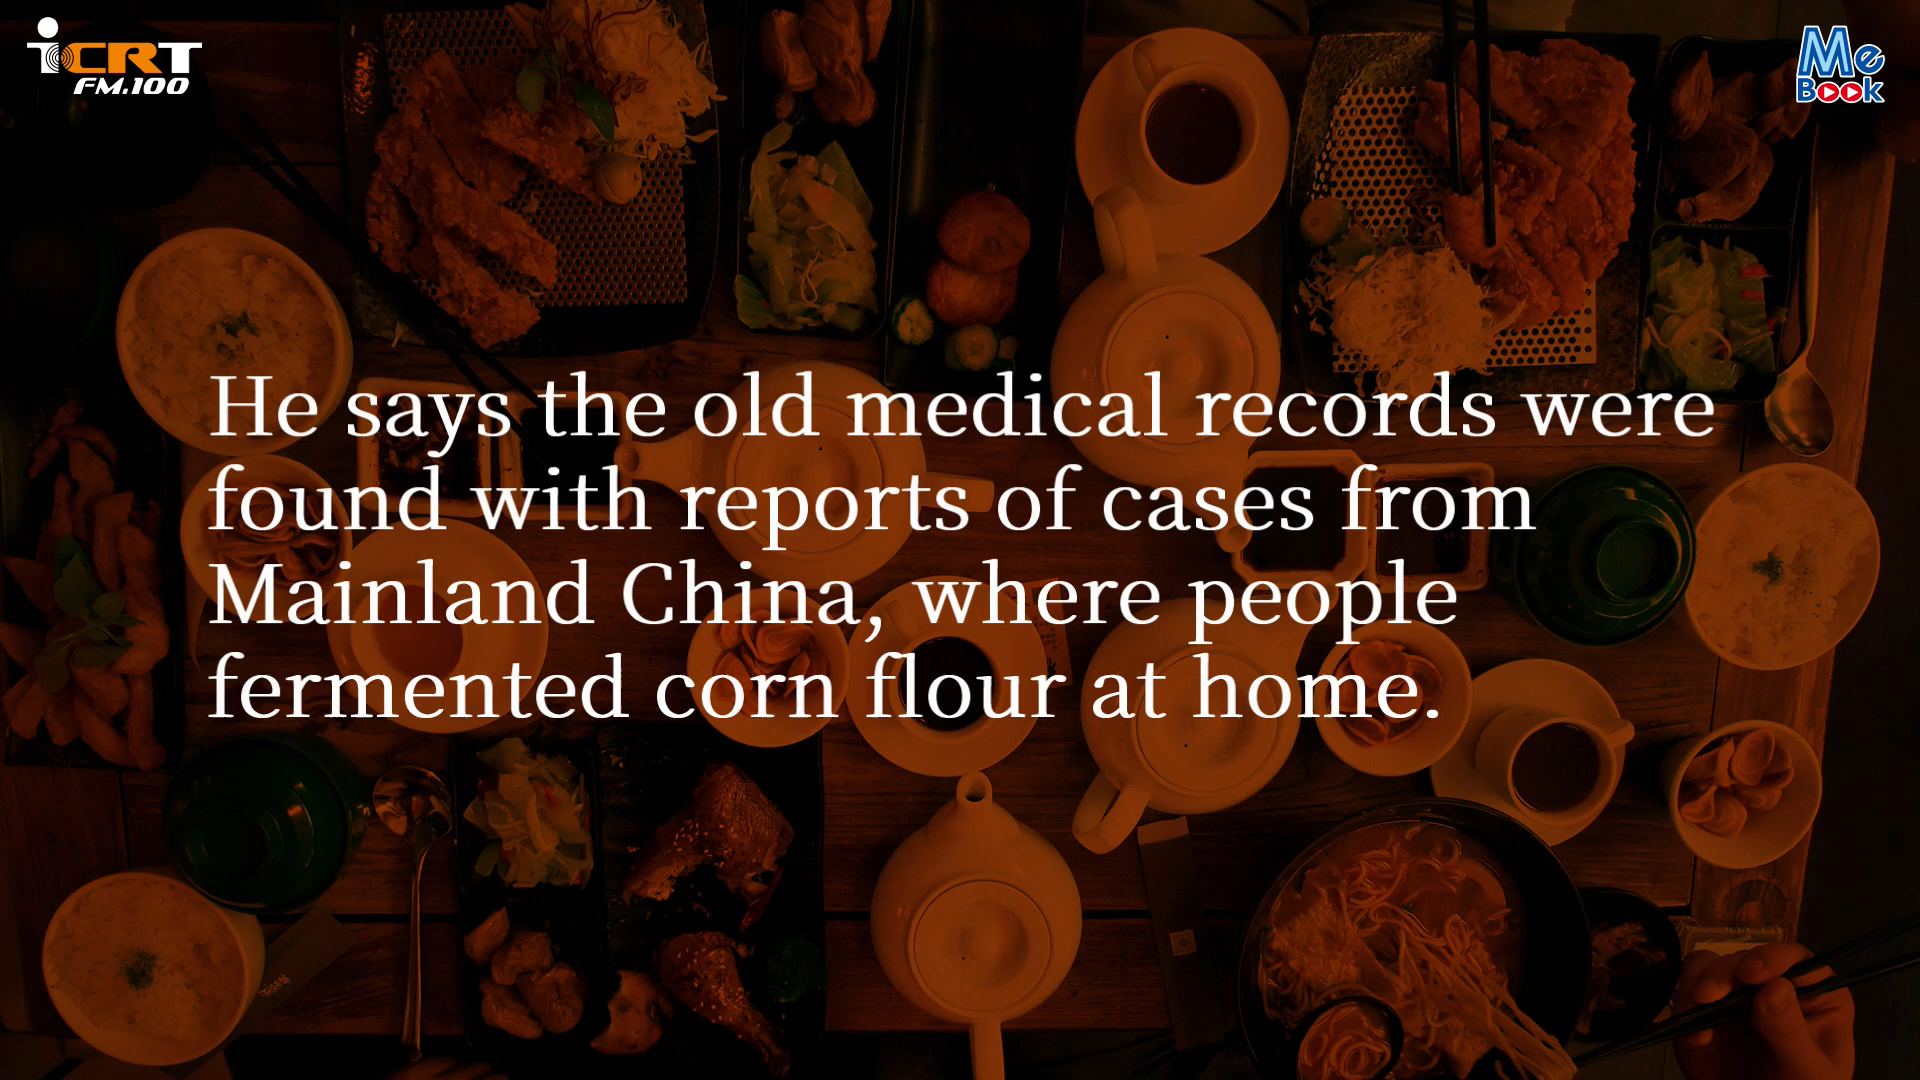 iCRT
FM.100
Me
Book
He says the old medical records were
found with reports of cases from
Mainland China, where people
fermented corn flour at home.